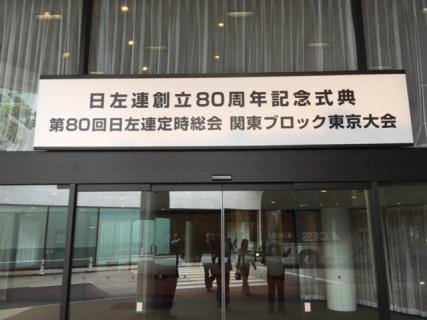 日左連創立80周年記念式典
第80回日左連定時総会 関東ブロック東京大会